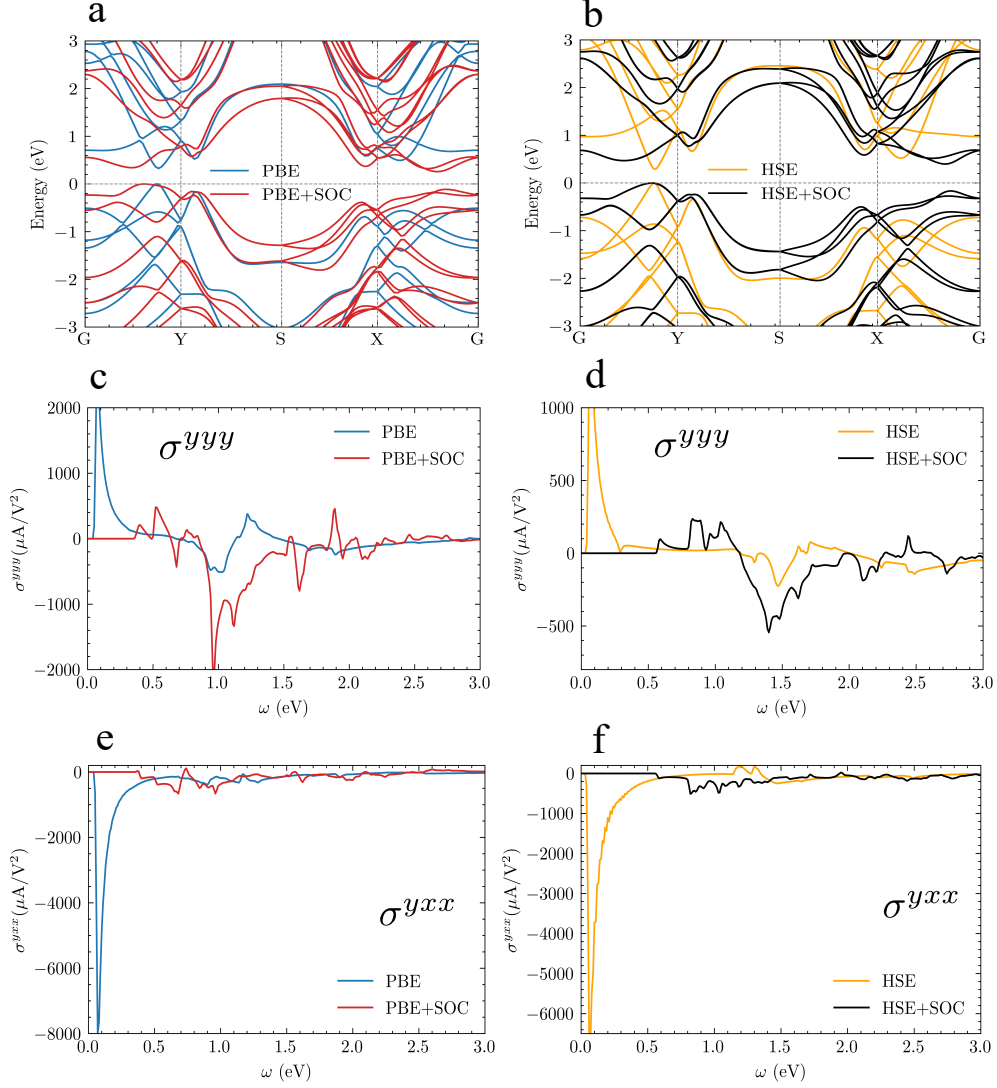 a
b
3
2
1
0
−1
−2
−3
Energy (eV)
PBE
PBE+SOC
G
Y
S
X
G
3
2
1
0
−1
−2
−3
Energy (eV)
HSE
HSE+SOC
G
Y
S
X
G
c
d
2000
1000
0
−1000
−2000
σ^yyy (μA/V²)
σ^yyy
PBE
PBE+SOC
0.0 0.5 1.0 1.5 2.0 2.5 3.0
ω (eV)
1000
500
0
−500
σ^yyy (μA/V²)
σ^yyy
HSE
HSE+SOC
0.0 0.5 1.0 1.5 2.0 2.5 3.0
ω (eV)
e
f
0
−2000
−4000
−6000
−8000
σ^yxx (μA/V²)
σ^yxx
PBE
PBE+SOC
0.0 0.5 1.0 1.5 2.0 2.5 3.0
ω (eV)
0
−1000
−2000
−3000
−4000
−5000
−6000
σ^yxx (μA/V²)
σ^yxx
HSE
HSE+SOC
0.0 0.5 1.0 1.5 2.0 2.5 3.0
ω (eV)